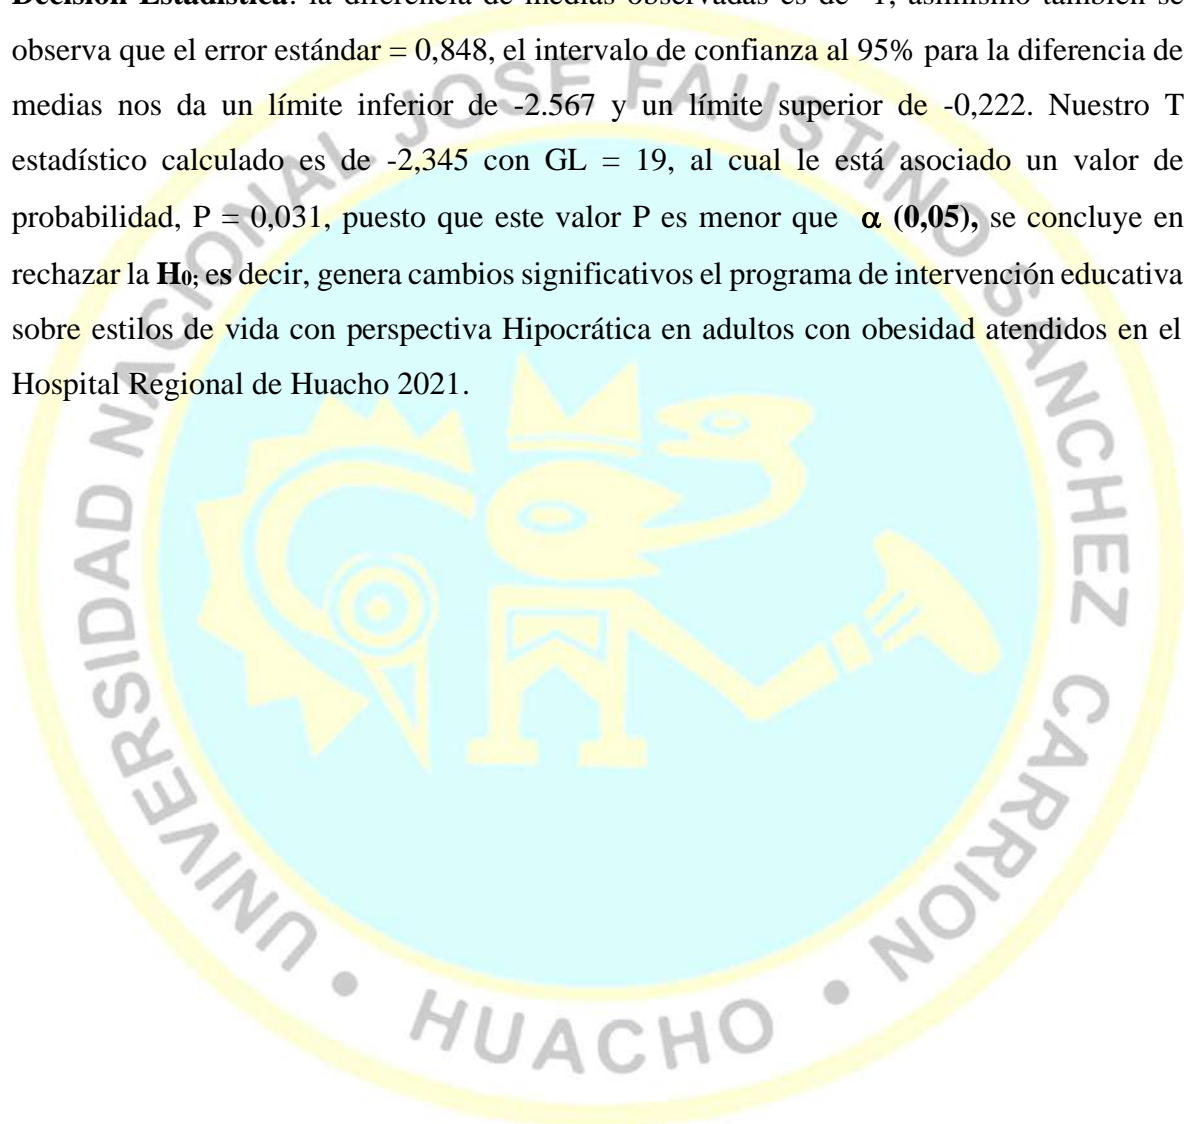 Decisión Estadística: la diferencia de medias observadas es de -1, asimismo también se
observa que el error estándar = 0,848, el intervalo de confianza al 95% para la diferencia de
medias nos da un límite inferior de -2.567 y un límite superior de -0,222. Nuestro T
estadístico calculado es de -2,345 con GL = 19, al cual le está asociado un valor de
probabilidad, P = 0,031, puesto que este valor P es menor que α (0,05), se concluye en
rechazar la H0; es decir, genera cambios significativos el programa de intervención educativa
sobre estilos de vida con perspectiva Hipocrática en adultos con obesidad atendidos en el
Hospital Regional de Huacho 2021.
UNIVERSIDAD NACIONAL JOSE FAUSTINO SANCHEZ CARRION • HUACHO •